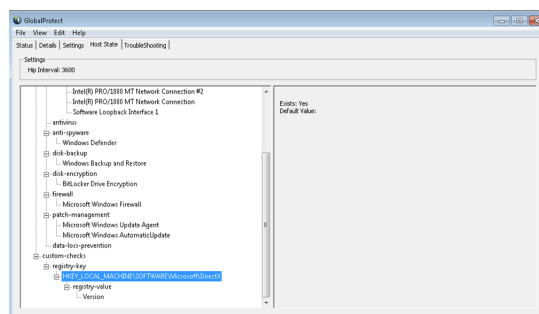 GlobalProtect
File View Edit Help
Status Details Settings Host State TroubleShooting
Settings
Hip Interval: 3600
Intel(R) PRO/1000 MT Network Connection #2
Intel(R) PRO/1000 MT Network Connection
Software Loopback Interface 1
antivirus
anti-spyware
Windows Defender
disk-backup
Windows Backup and Restore
disk-encryption
BitLocker Drive Encryption
firewall
Microsoft Windows Firewall
patch-management
Microsoft Windows Update Agent
Microsoft Windows AutomaticUpdate
data-loss-prevention
custom-checks
registry-key
HKEY_LOCAL_MACHINE\SOFTWARE\Microsoft\DirectX
registry-value
Version
Exists: Yes
Default Value: